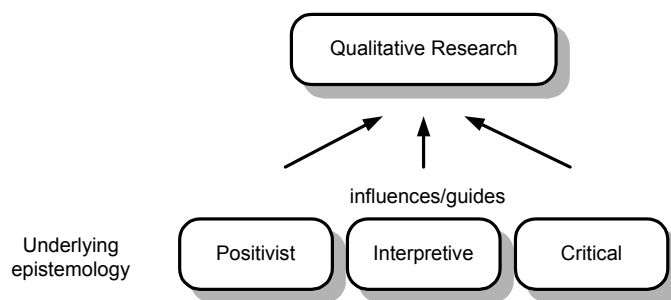 Qualitative Research
influences/guides
Underlying
epistemology
Positivist
Interpretive
Critical